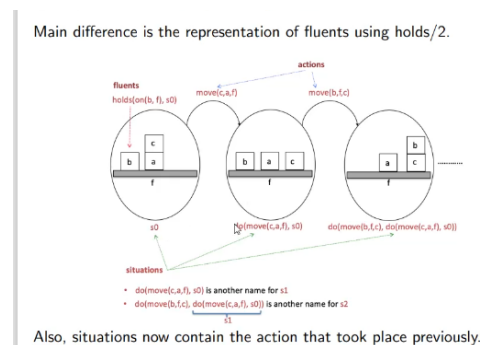 Main difference is the representation of fluents using holds/2.
actions
fluents
holds(on(b, f), s0)
move(c,a,f)
move(b,f,c)
c
b
a
f
b
a
c
f
b
a
c
f
s0
do(move(c,a,f), s0)
do(move(b,f,c), do(move(c,a,f), s0))
situations
• do(move(c,a,f), s0) is another name for s1
• do(move(b,f,c), do(move(c,a,f), s0)) is another name for s2
s1
Also, situations now contain the action that took place previously.